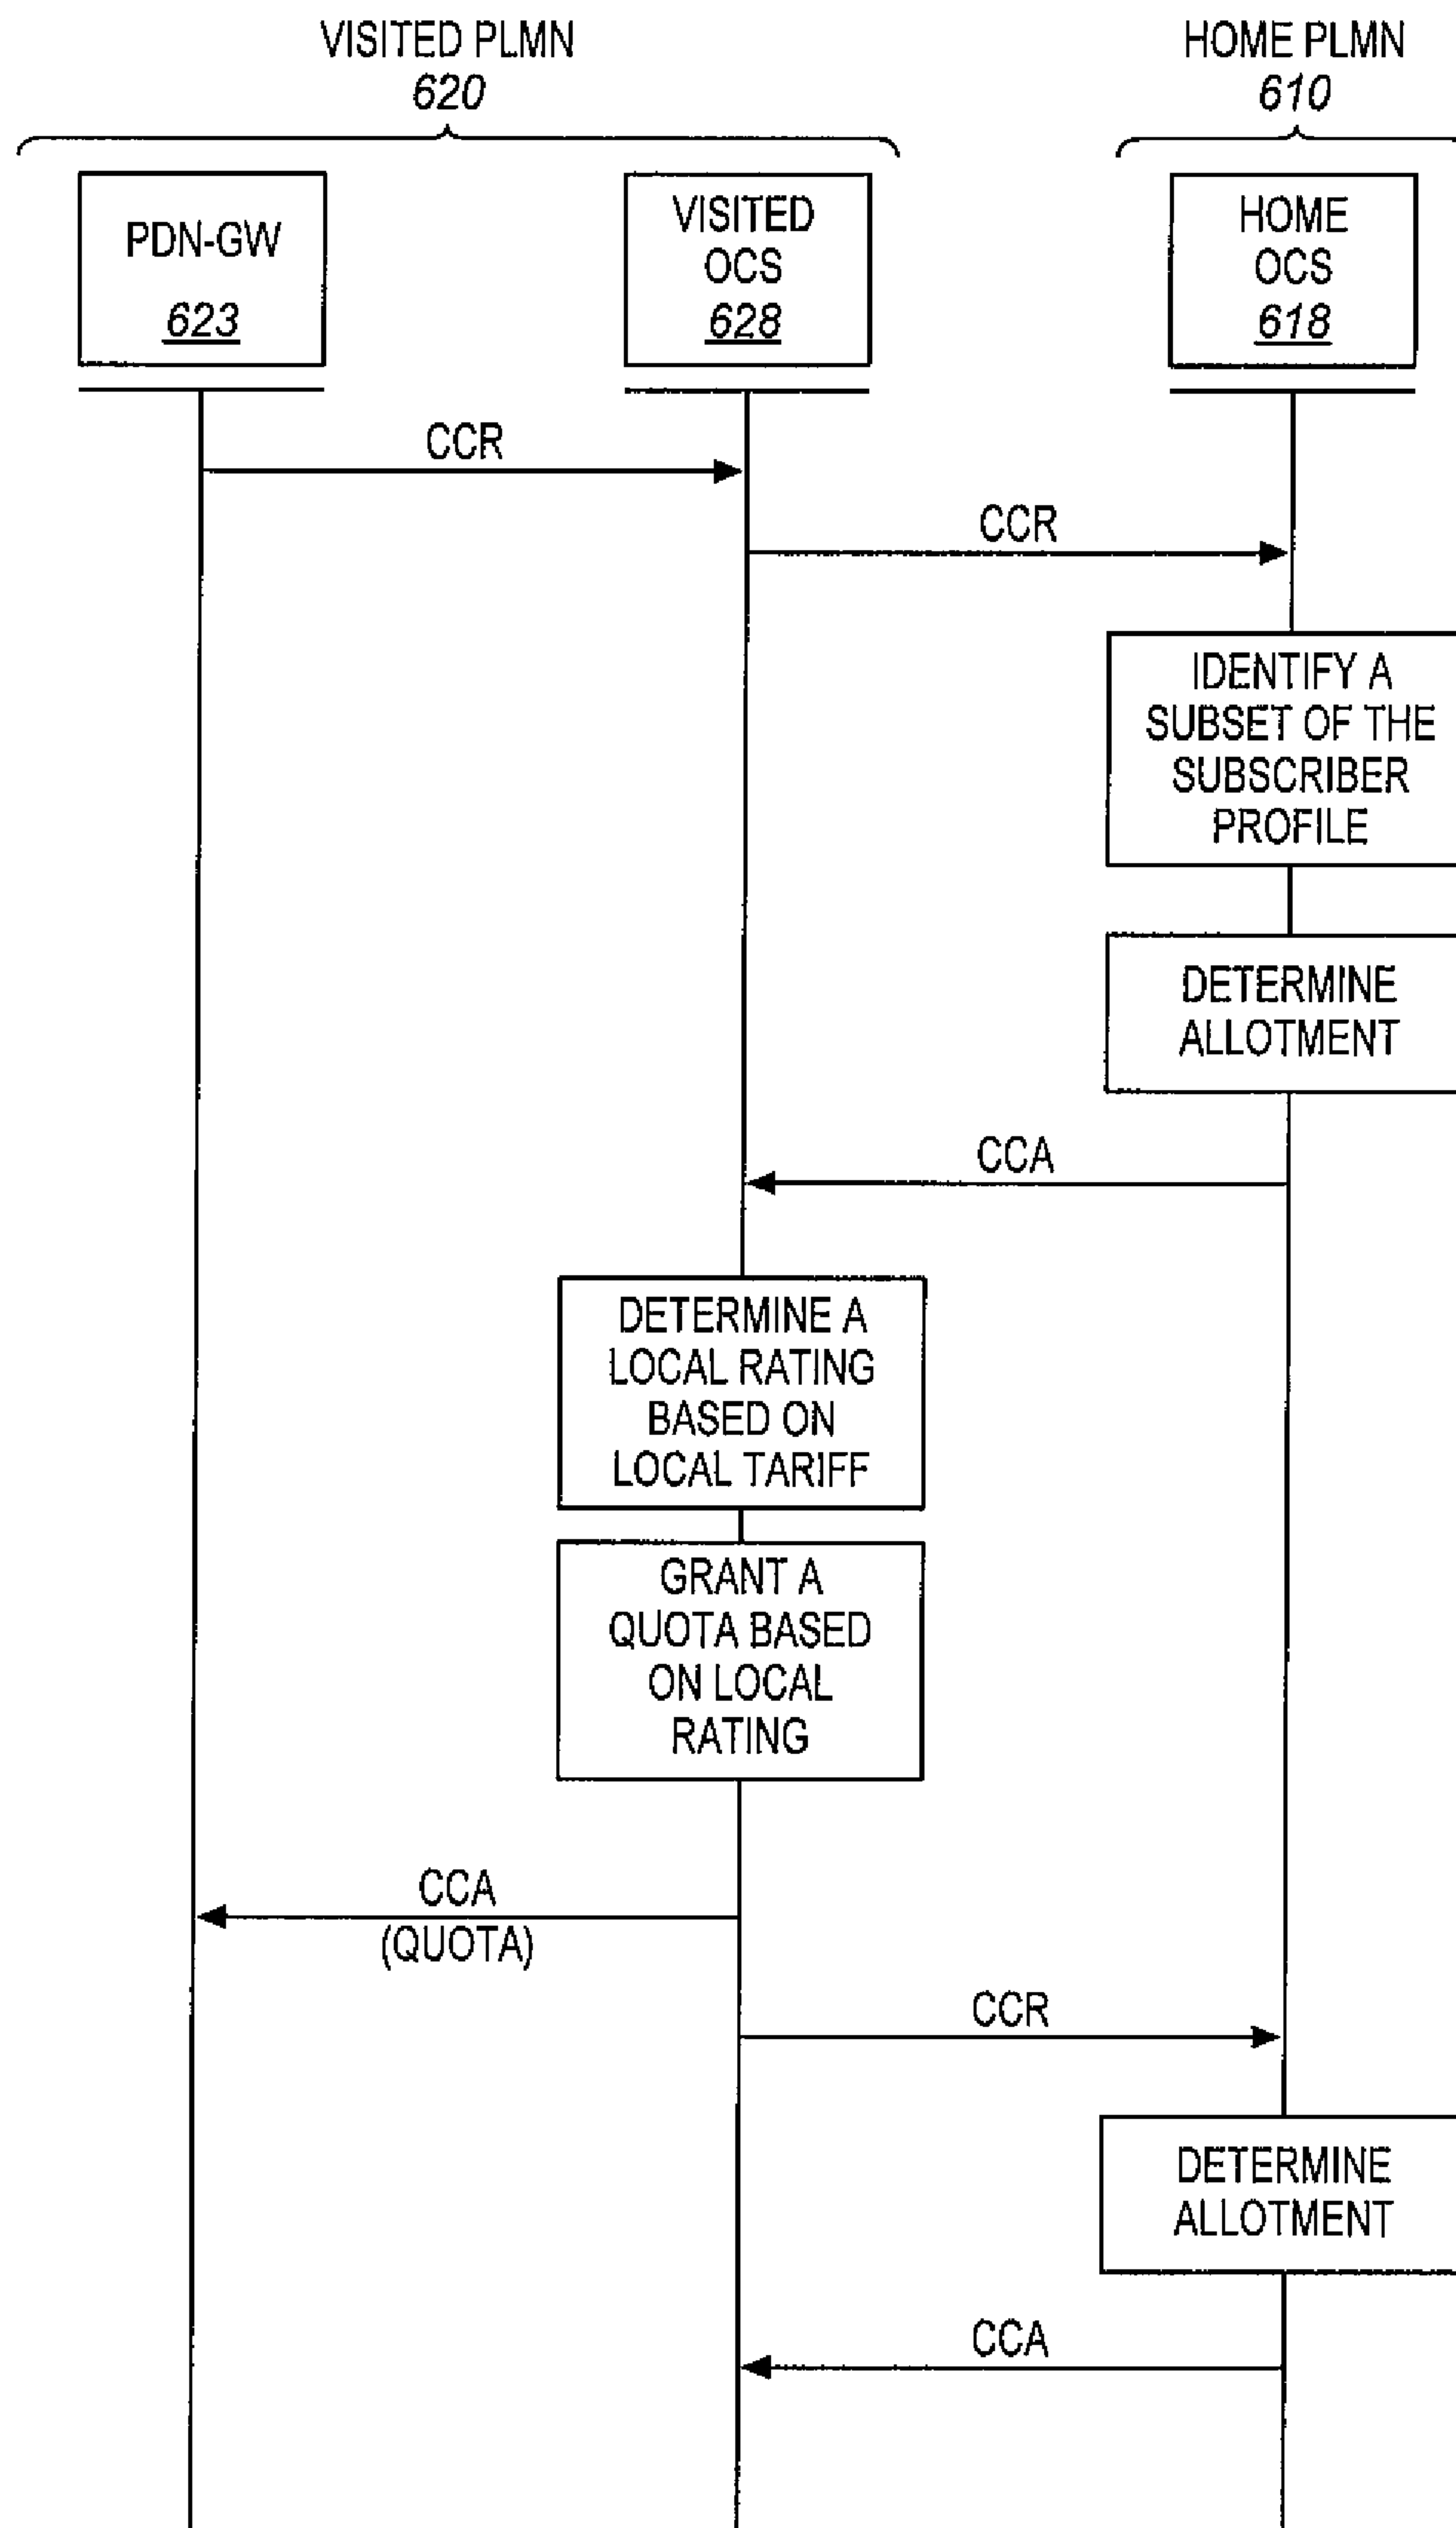 VISITED PLMN
620
HOME PLMN
610
PDN-GW
623
VISITED
OCS
628
HOME
OCS
618
CCR
CCR
IDENTIFY A
SUBSET OF THE
SUBSCRIBER
PROFILE
DETERMINE
ALLOTMENT
CCA
DETERMINE A
LOCAL RATING
BASED ON
LOCAL TARIFF
GRANT A
QUOTA BASED
ON LOCAL
RATING
CCA
(QUOTA)
CCR
DETERMINE
ALLOTMENT
CCA